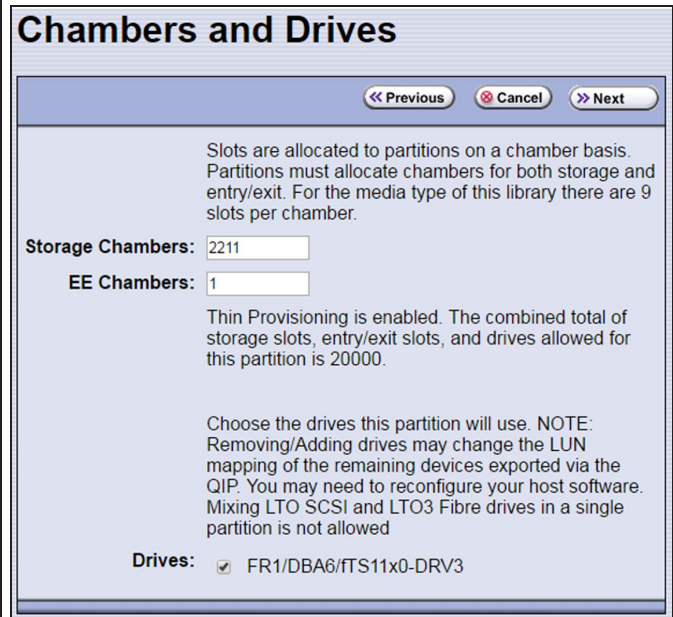 Chambers and Drives
Previous
Cancel
Next
Slots are allocated to partitions on a chamber basis.
Partitions must allocate chambers for both storage and
entry/exit. For the media type of this library there are 9
slots per chamber.
Storage Chambers: 2211
EE Chambers: 1
Thin Provisioning is enabled. The combined total of
storage slots, entry/exit slots, and drives allowed for
this partition is 20000.
Choose the drives this partition will use. NOTE:
Removing/Adding drives may change the LUN
mapping of the remaining devices exported via the
QIP. You may need to reconfigure your host software.
Mixing LTO SCSI and LTO3 Fibre drives in a single
partition is not allowed
Drives: FR1/DBA6/fTS11x0-DRV3